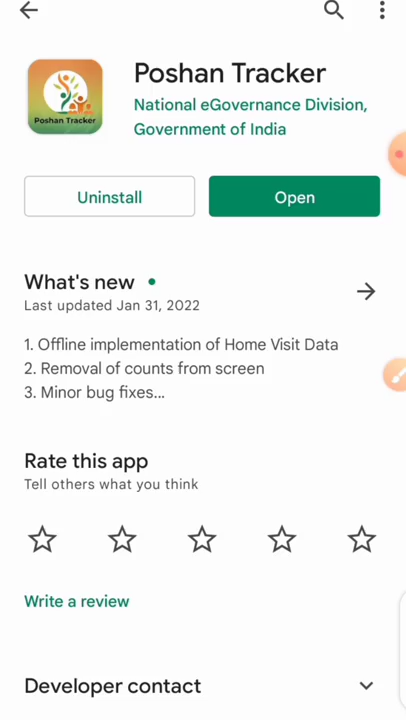 Poshan Tracker
Poshan Tracker
National eGovernance Division,
Government of India
Uninstall
Open
What's new
Last updated Jan 31, 2022
1. Offline implementation of Home Visit Data
2. Removal of counts from screen
3. Minor bug fixes...
Rate this app
Tell others what you think
Write a review
Developer contact